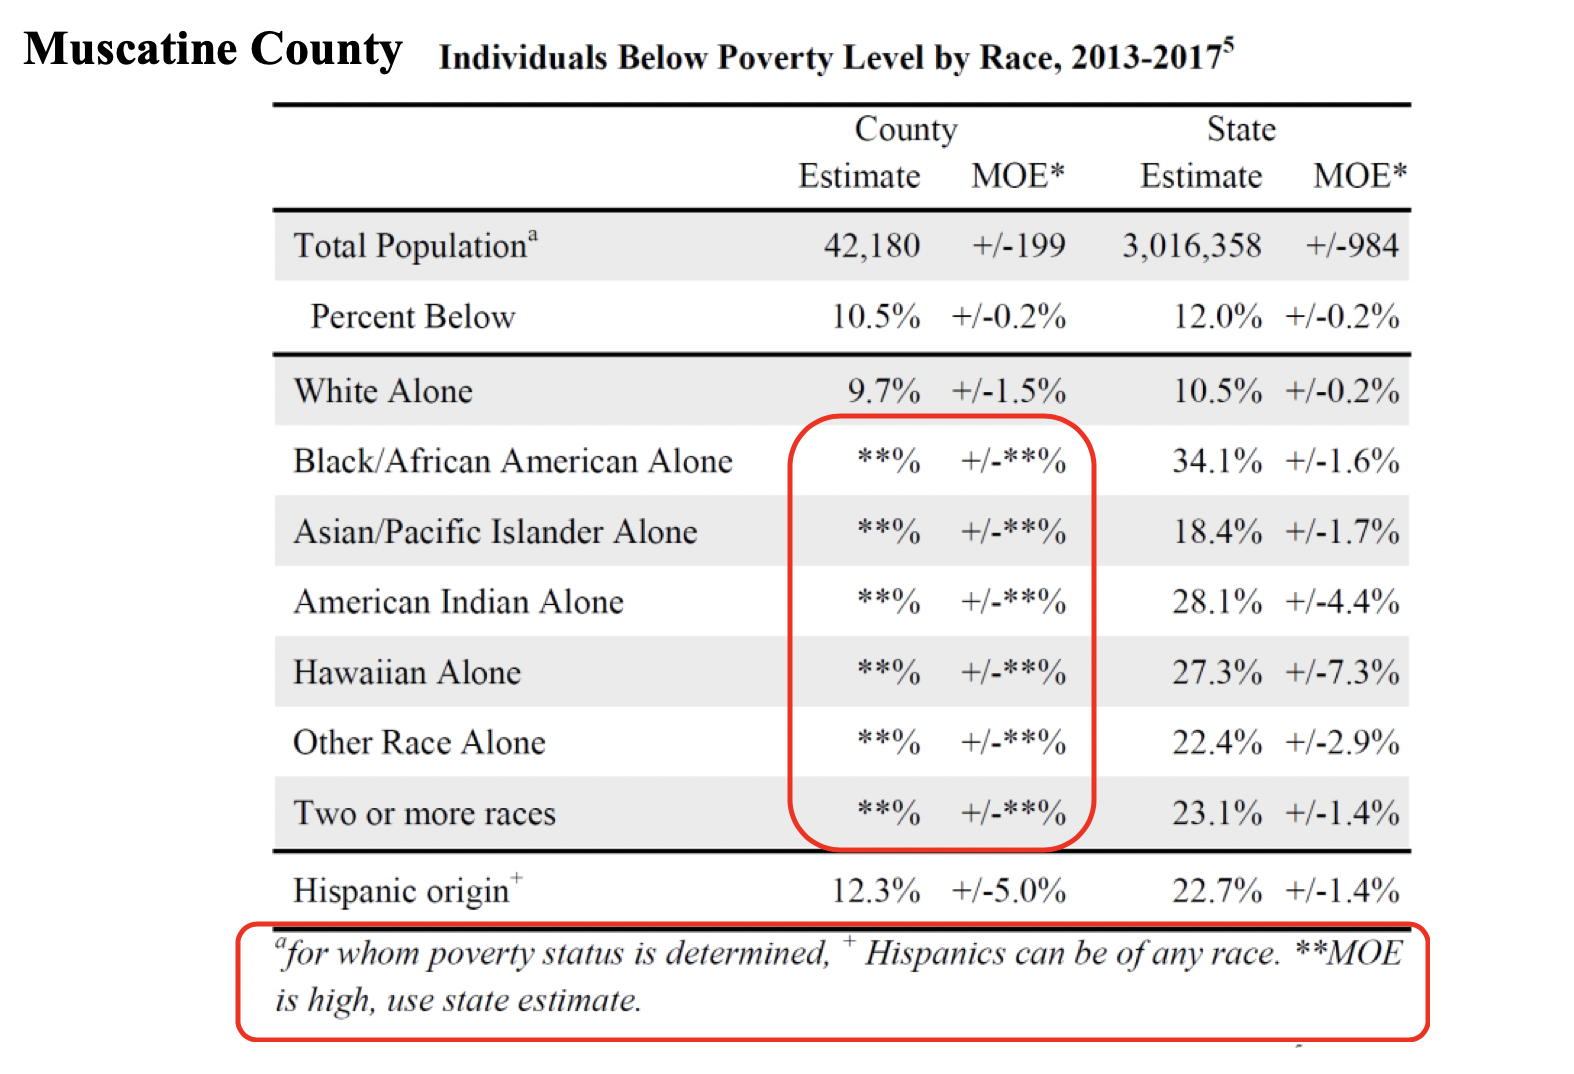 Muscatine County Individuals Below Poverty Level by Race, 2013-2017⁵
County State
Estimate MOE* Estimate MOE*
Total Populationᵃ 42,180 +/-199 3,016,358 +/-984
Percent Below 10.5% +/-0.2% 12.0% +/-0.2%
White Alone 9.7% +/-1.5% 10.5% +/-0.2%
Black/African American Alone **% +/-**% 34.1% +/-1.6%
Asian/Pacific Islander Alone **% +/-**% 18.4% +/-1.7%
American Indian Alone **% +/-**% 28.1% +/-4.4%
Hawaiian Alone **% +/-**% 27.3% +/-7.3%
Other Race Alone **% +/-**% 22.4% +/-2.9%
Two or more races **% +/-**% 23.1% +/-1.4%
Hispanic origin⁺ 12.3% +/-5.0% 22.7% +/-1.4%
ᵃfor whom poverty status is determined, ⁺ Hispanics can be of any race. **MOE
is high, use state estimate.